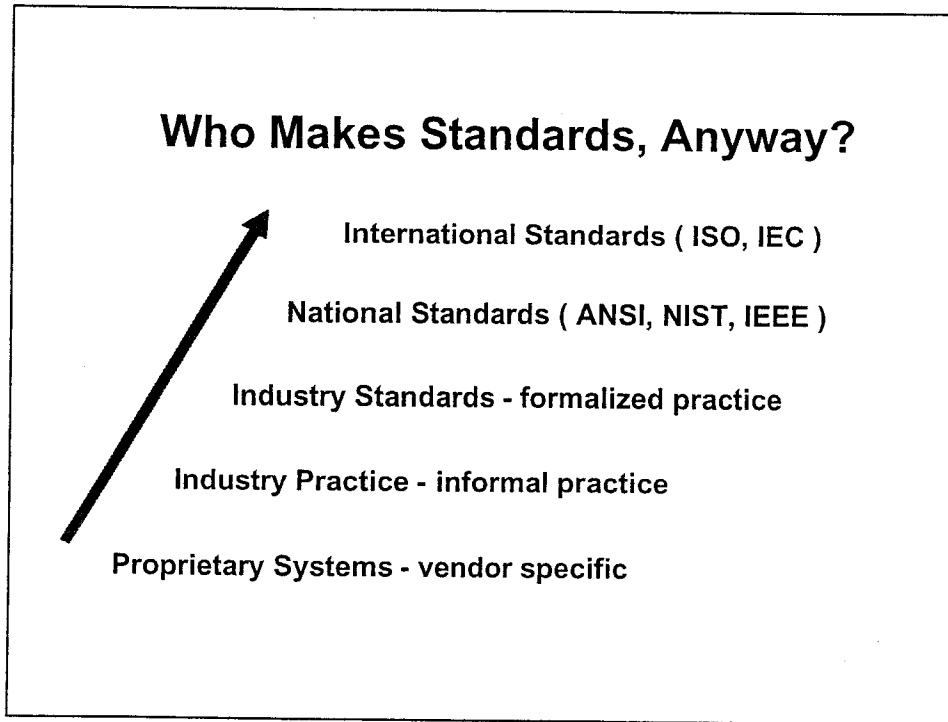 Who Makes Standards, Anyway?
International Standards ( ISO, IEC )
National Standards ( ANSI, NIST, IEEE )
Industry Standards - formalized practice
Industry Practice - informal practice
Proprietary Systems - vendor specific